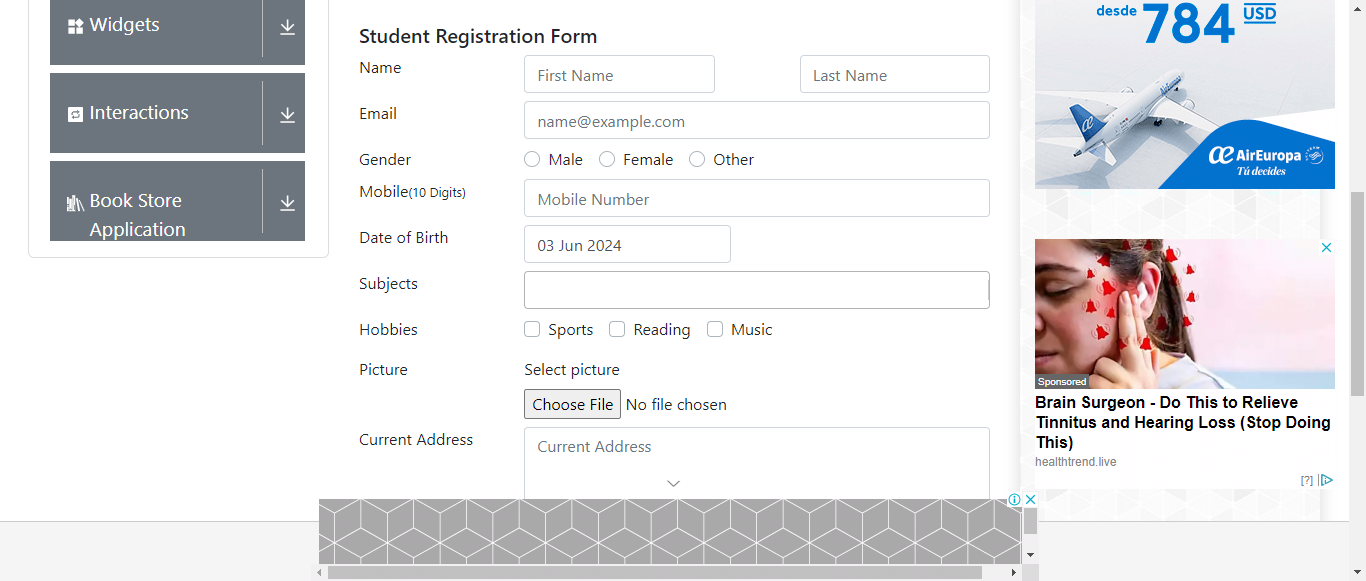 Widgets
Interactions
Book Store
Application
Student Registration Form
Name
First Name
Last Name
Email
name@example.com
Gender
Male
Female
Other
Mobile(10 Digits)
Mobile Number
Date of Birth
03 Jun 2024
Subjects
Hobbies
Sports
Reading
Music
Picture
Select picture
Choose File
No file chosen
Current Address
Current Address
desde
784
USD
AirEuropa
Tú decides
Sponsored
Brain Surgeon - Do This to Relieve
Tinnitus and Hearing Loss (Stop Doing
This)
healthtrend.live
[?]